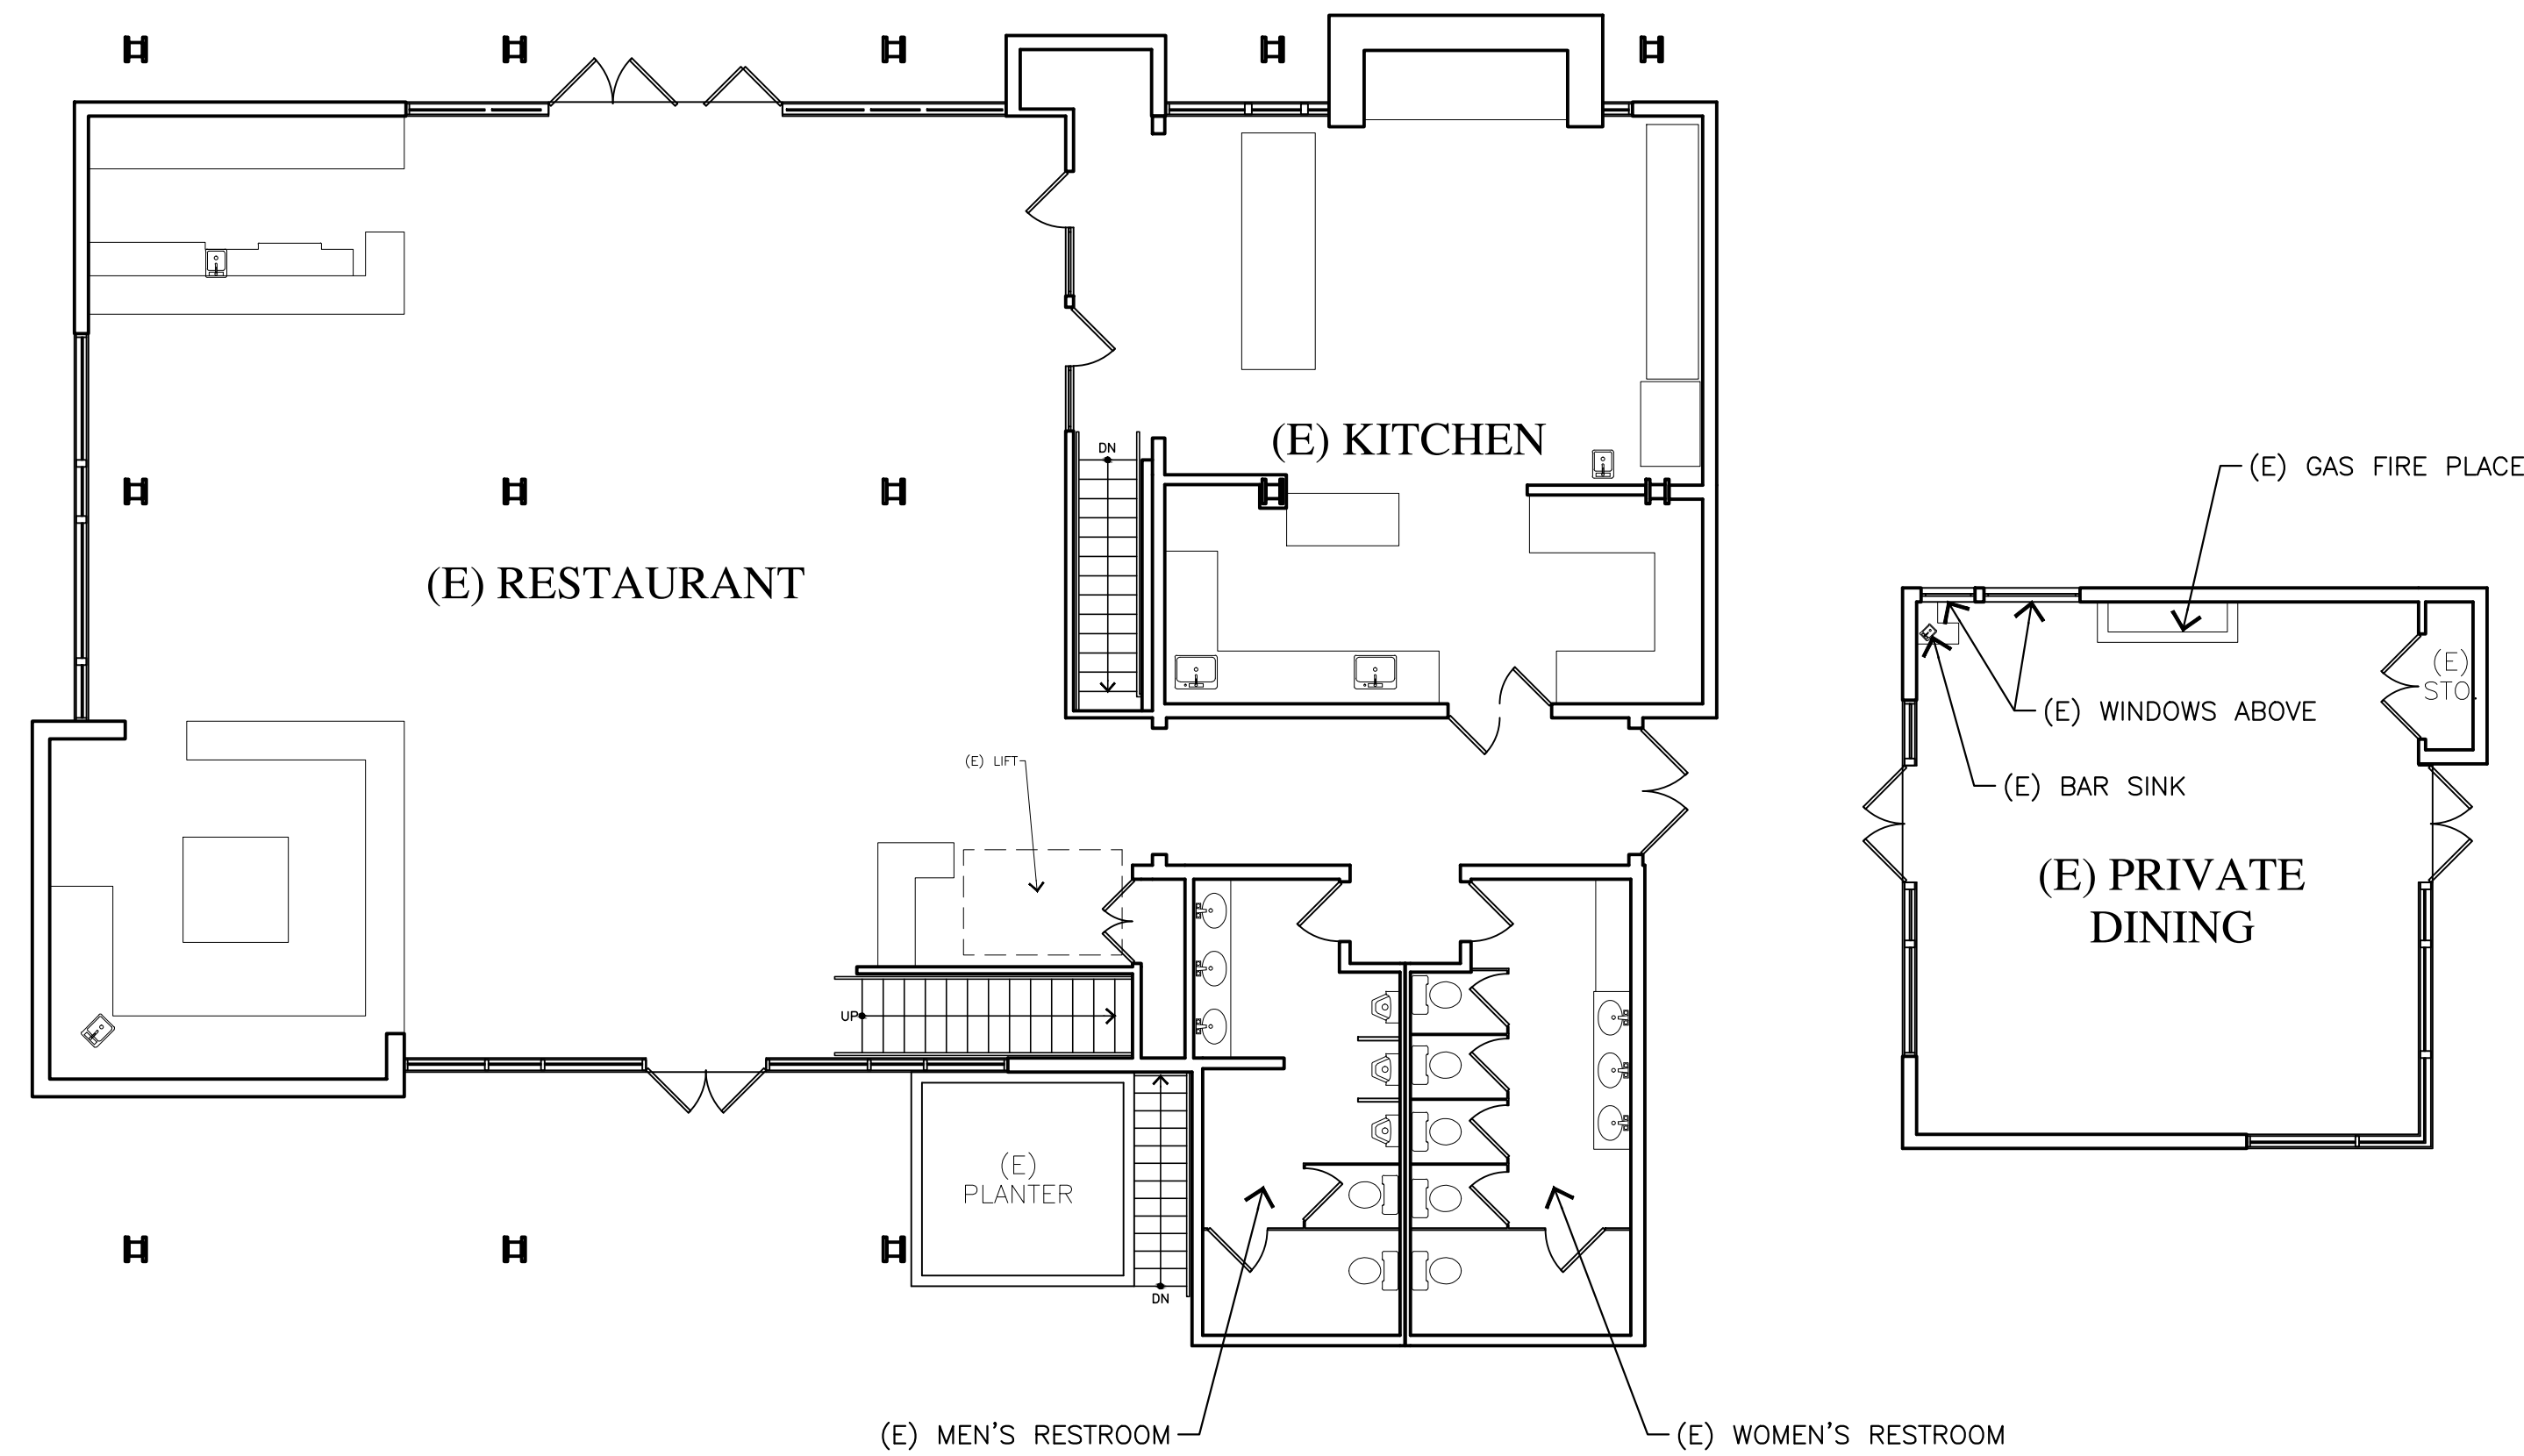 DN
(E) KITCHEN
(E) GAS FIRE PLACE
(E) RESTAURANT
(E)
STO.
(E) WINDOWS ABOVE
(E) LIFT
(E) BAR SINK
(E) PRIVATE
DINING
UP
(E)
PLANTER
DN
(E) MEN'S RESTROOM
(E) WOMEN'S RESTROOM